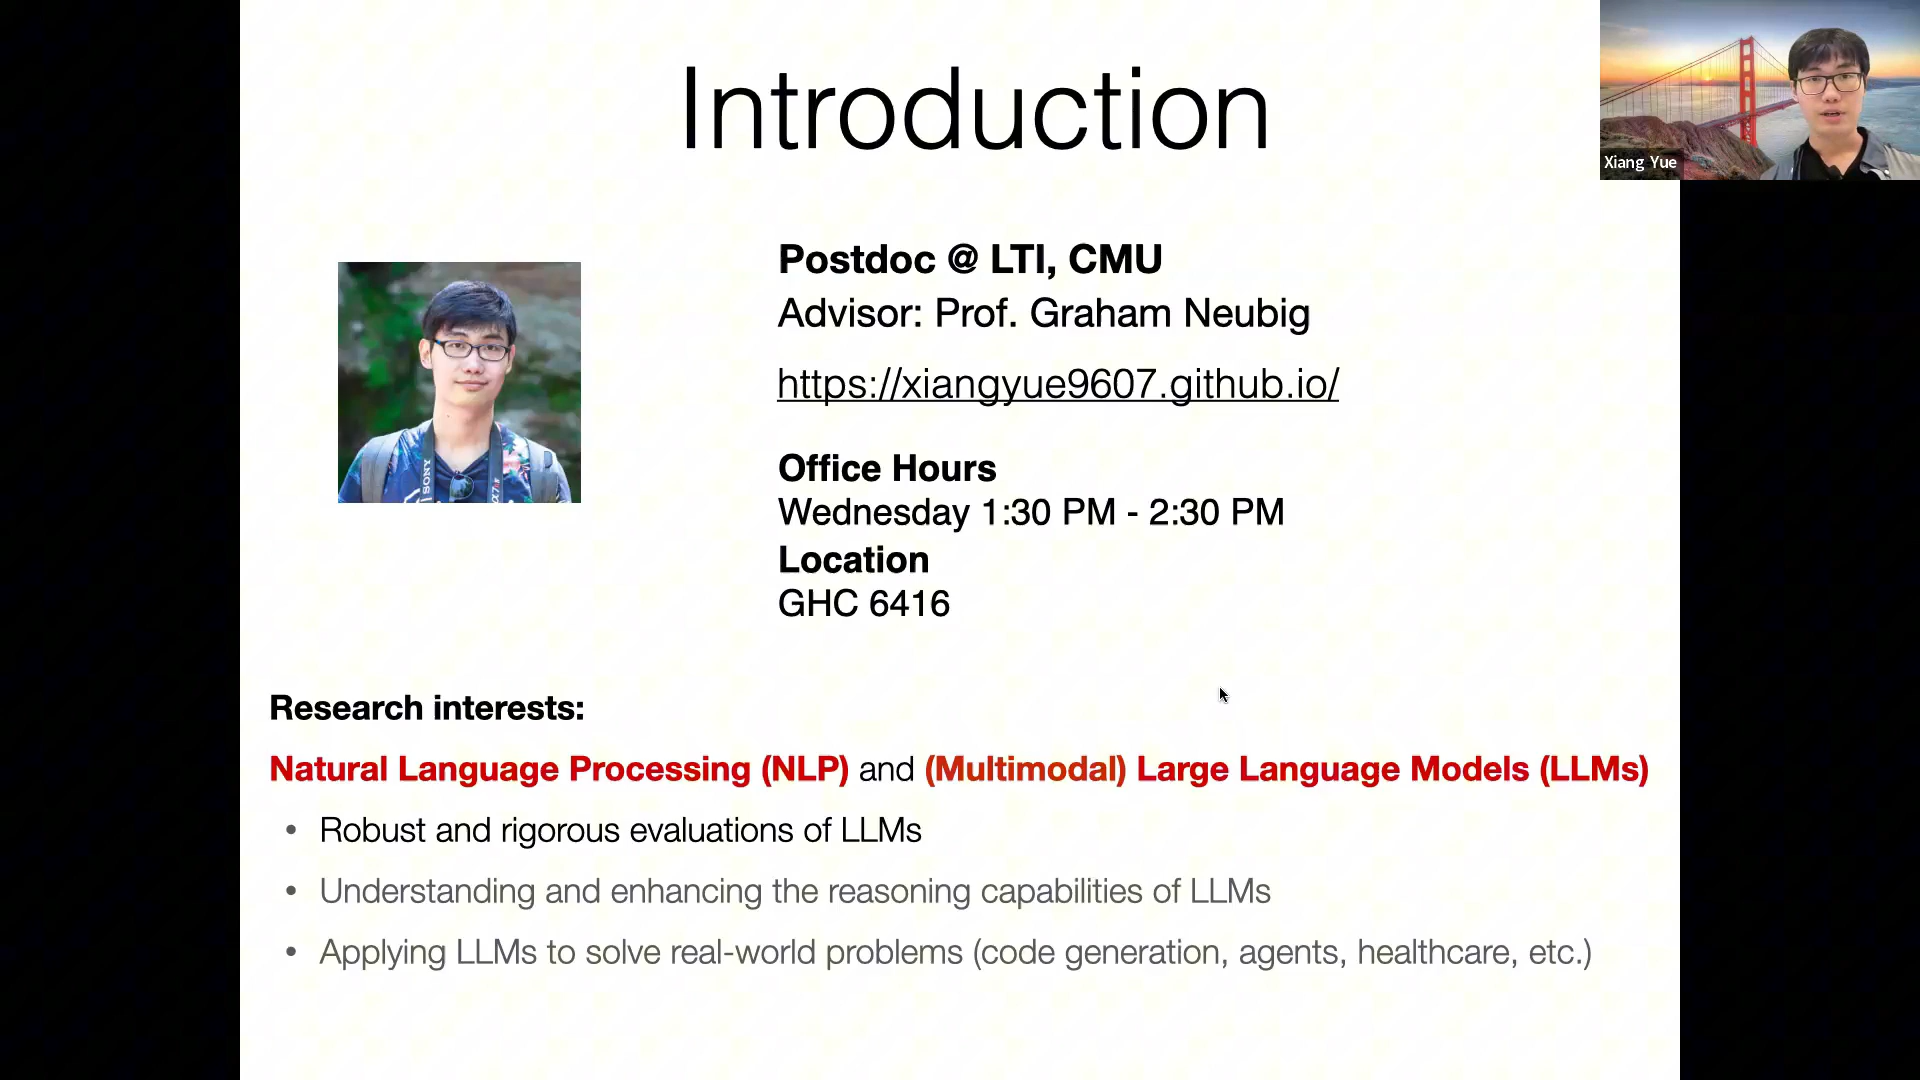 Introduction
Xiang Yue
Postdoc @ LTI, CMU
Advisor: Prof. Graham Neubig
https://xiangyue9607.github.io/
Office Hours
Wednesday 1:30 PM - 2:30 PM
Location
GHC 6416
SONY
Research interests:
Natural Language Processing (NLP) and (Multimodal) Large Language Models (LLMs)
• Robust and rigorous evaluations of LLMs
• Understanding and enhancing the reasoning capabilities of LLMs
• Applying LLMs to solve real-world problems (code generation, agents, healthcare, etc.)